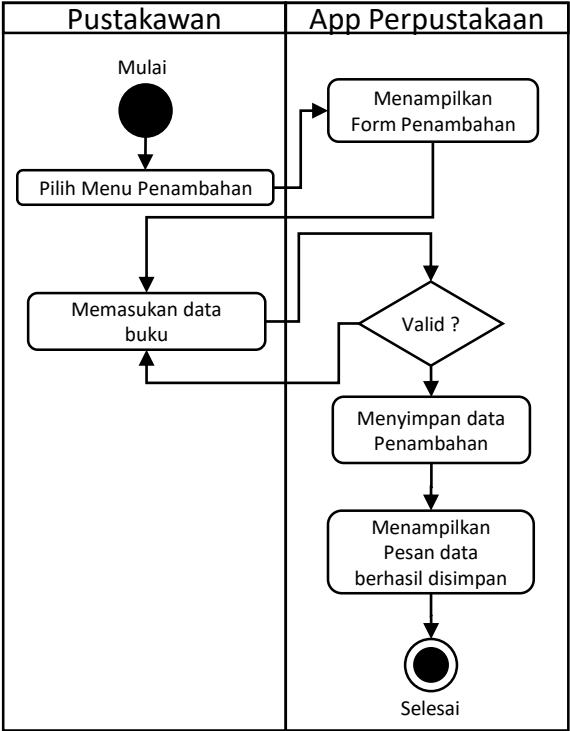 Pustakawan
App Perpustakaan
Mulai
Menampilkan
Form Penambahan
Pilih Menu Penambahan
Memasukan data
buku
Valid ?
Menyimpan data
Penambahan
Menampilkan
Pesan data
berhasil disimpan
Selesai